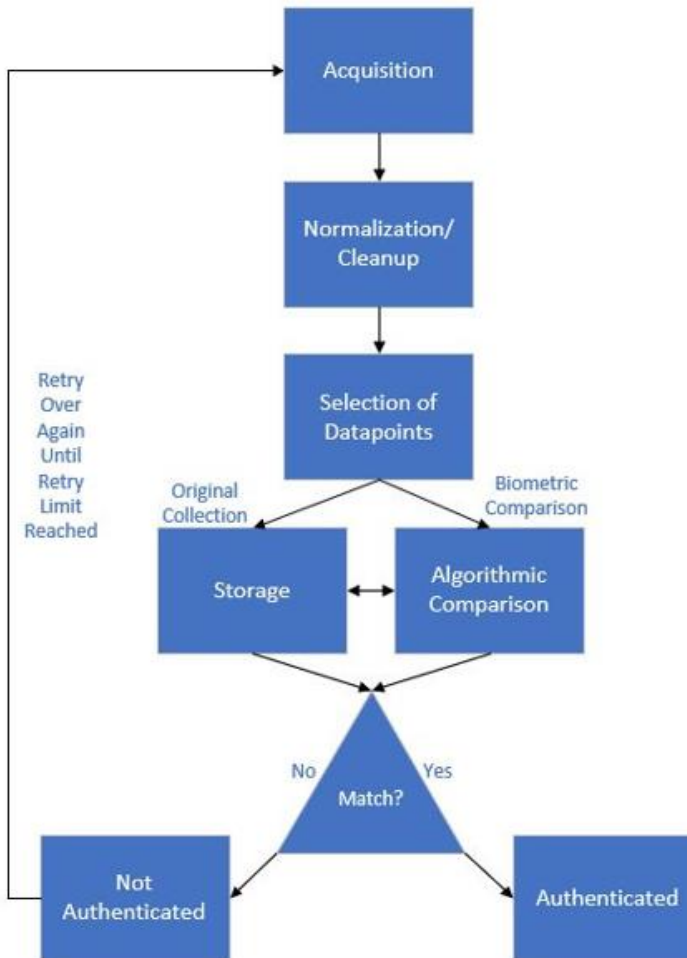 Acquisition
Normalization/
Cleanup
Selection of
Datapoints
Retry
Over
Again
Until
Retry
Limit
Reached
Original
Collection
Biometric
Comparison
Storage
Algorithmic
Comparison
No
Yes
Match?
Not
Authenticated
Authenticated